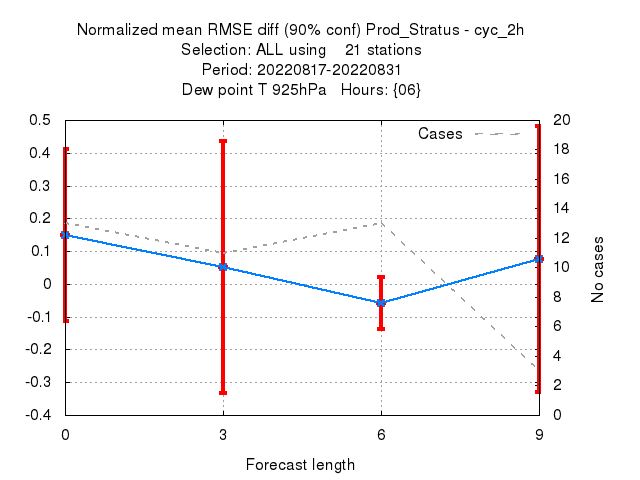 Normalized mean RMSE diff (90% conf) Prod_Stratus - cyc_2h
Selection: ALL using 21 stations
Period: 20220817-20220831
Dew point T 925hPa Hours: {06}
Cases
0.5
0.4
0.3
0.2
0.1
0
-0.1
-0.2
-0.3
-0.4
20
18
16
14
12
10
8
6
4
2
0
No cases
0 3 6 9
Forecast length